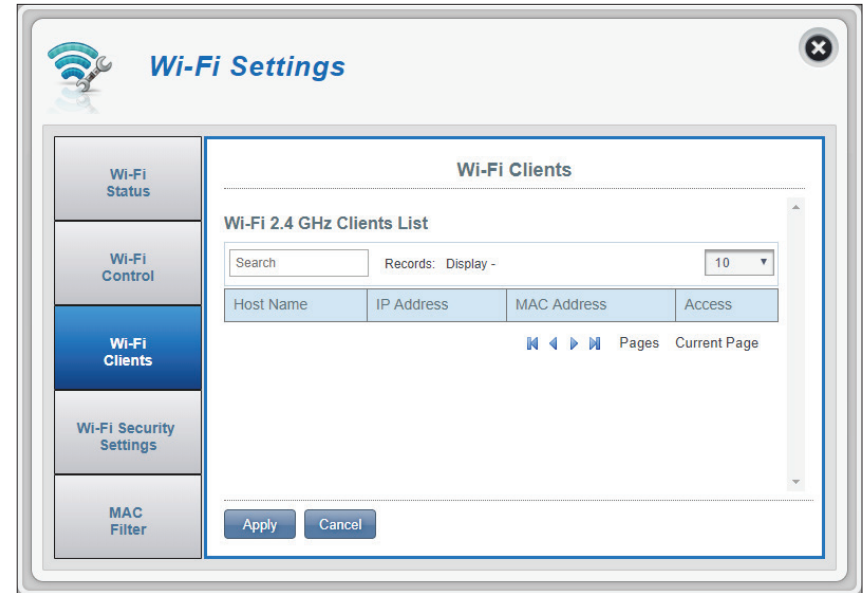 Wi-Fi Settings
Wi-Fi
Status
Wi-Fi
Control
Wi-Fi
Clients
Wi-Fi Security
Settings
MAC
Filter
Wi-Fi Clients
Wi-Fi 2.4 GHz Clients List
Search Records: Display - 10
Host Name IP Address MAC Address Access
Pages Current Page
Apply Cancel